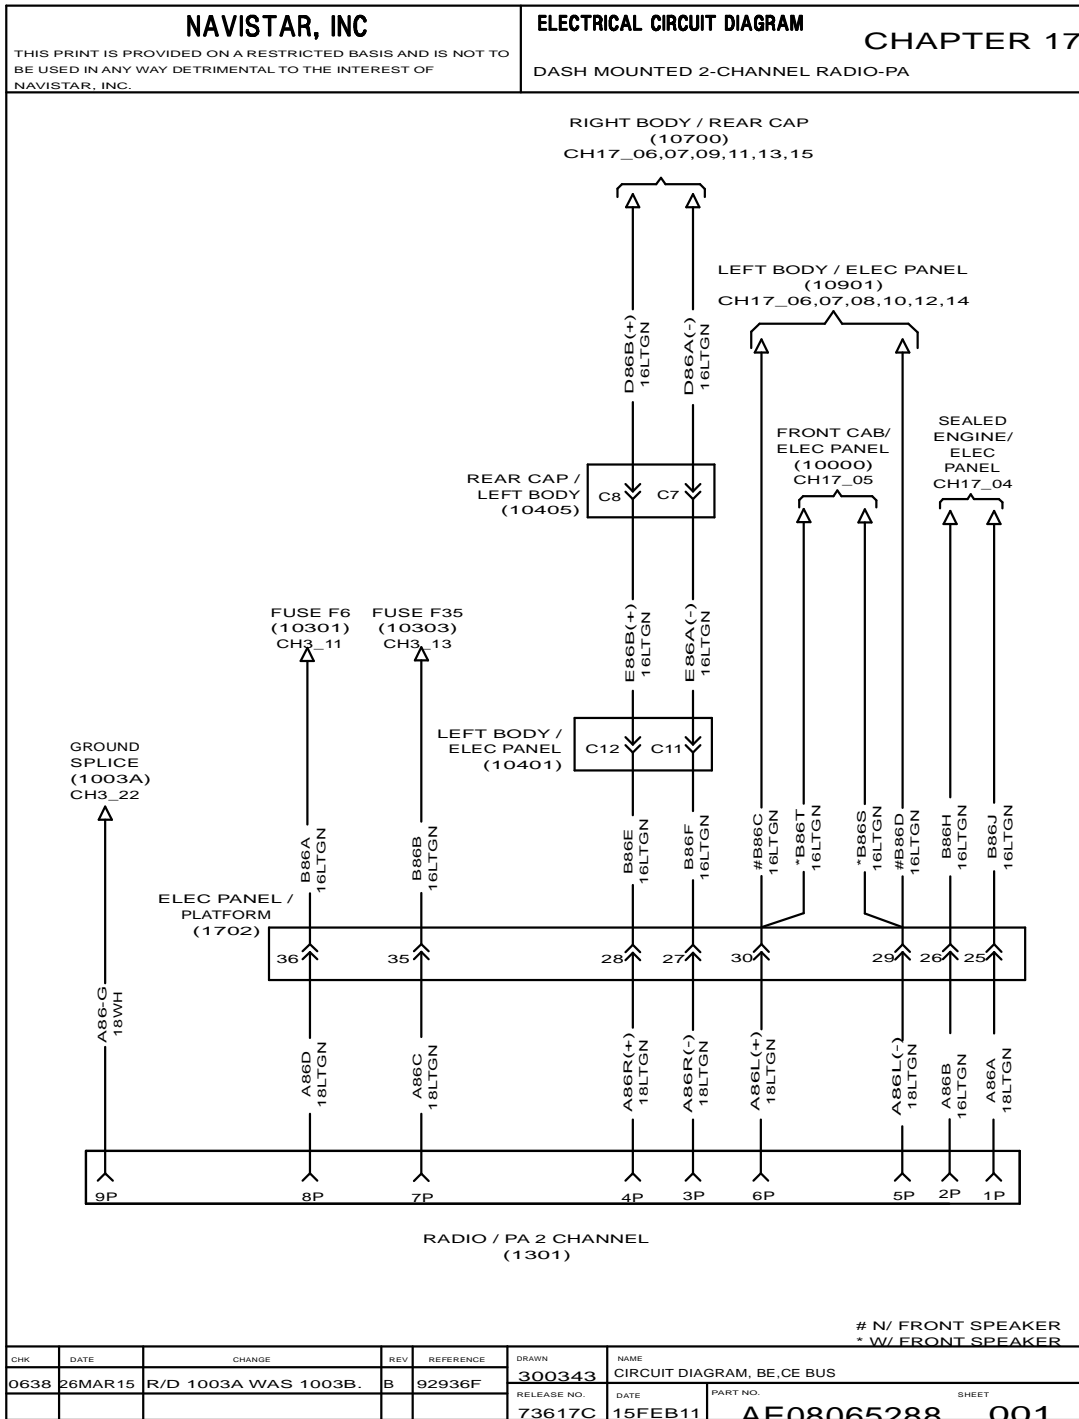 NAVISTAR, INC
THIS PRINT IS PROVIDED ON A RESTRICTED BASIS AND IS NOT TO
BE USED IN ANY WAY DETRIMENTAL TO THE INTEREST OF
NAVISTAR, INC.
ELECTRICAL CIRCUIT DIAGRAM
CHAPTER 17
DASH MOUNTED 2-CHANNEL RADIO-PA
RIGHT BODY / REAR CAP
(10700)
CH17_06,07,09,11,13,15
LEFT BODY / ELEC PANEL
(10901)
CH17_06,07,08,10,12,14
D86B(+)
16LTGN
D86A(-)
16LTGN
FRONT CAB/
ELEC PANEL
(10000)
CH17_05
SEALED
ENGINE/
ELEC
PANEL
CH17_04
REAR CAP /
LEFT BODY
(10405)
C8
C7
E86B(+)
16LTGN
E86A(-)
16LTGN
FUSE F6
(10301)
CH3_11
FUSE F35
(10303)
CH3_13
LEFT BODY /
ELEC PANEL
(10401)
C12
C11
GROUND
SPLICE
(1003A)
CH3_22
B86A
16LTGN
B86B
16LTGN
B86E
16LTGN
B86F
16LTGN
#B86C
16LTGN
*B86T
16LTGN
*B86S
16LTGN
#B86D
16LTGN
B86H
16LTGN
B86J
16LTGN
ELEC PANEL /
PLATFORM
(1702)
36
35
28
27
30
29
26
25
A86-G
18WH
A86D
18LTGN
A86C
18LTGN
A86R(+)
18LTGN
A86R(-)
18LTGN
A86L(+)
18LTGN
A86L(-)
18LTGN
A86B
16LTGN
A86A
18LTGN
9P
8P
7P
4P
3P
6P
5P
2P
1P
RADIO / PA 2 CHANNEL
(1301)
# N/ FRONT SPEAKER
* W/ FRONT SPEAKER
CHK DATE CHANGE REV REFERENCE
0638 26MAR15 R/D 1003A WAS 1003B. B 92936F
DRAWN
300343
NAME
CIRCUIT DIAGRAM, BE,CE BUS
RELEASE NO.
73617C
DATE
15FEB11
PART NO.
AE08065288
SHEET
001